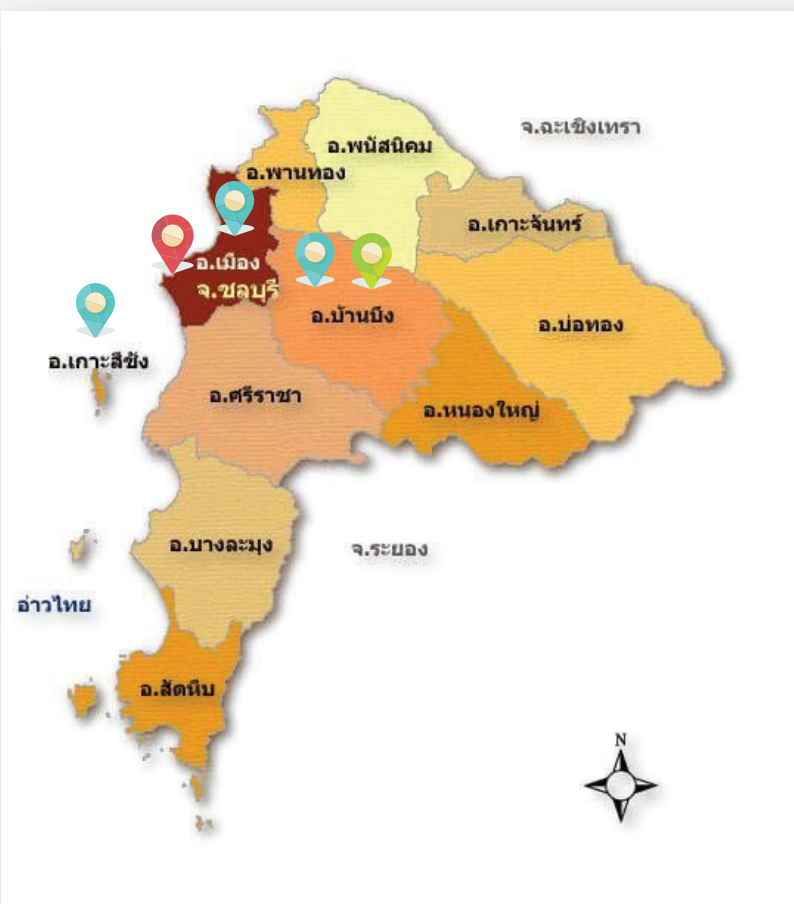 จ.ฉะเชิงเทรา
อ.พนัสนิคม
อ.พานทอง
อ.เกาะจันทร์
อ.เมือง
จ.ชลบุรี
อ.บ้านบึง
อ.บ่อทอง
อ.เกาะสีชัง
อ.ศรีราชา
อ.หนองใหญ่
อ.บางละมุง
จ.ระยอง
อ่าวไทย
อ.สัตหีบ
N